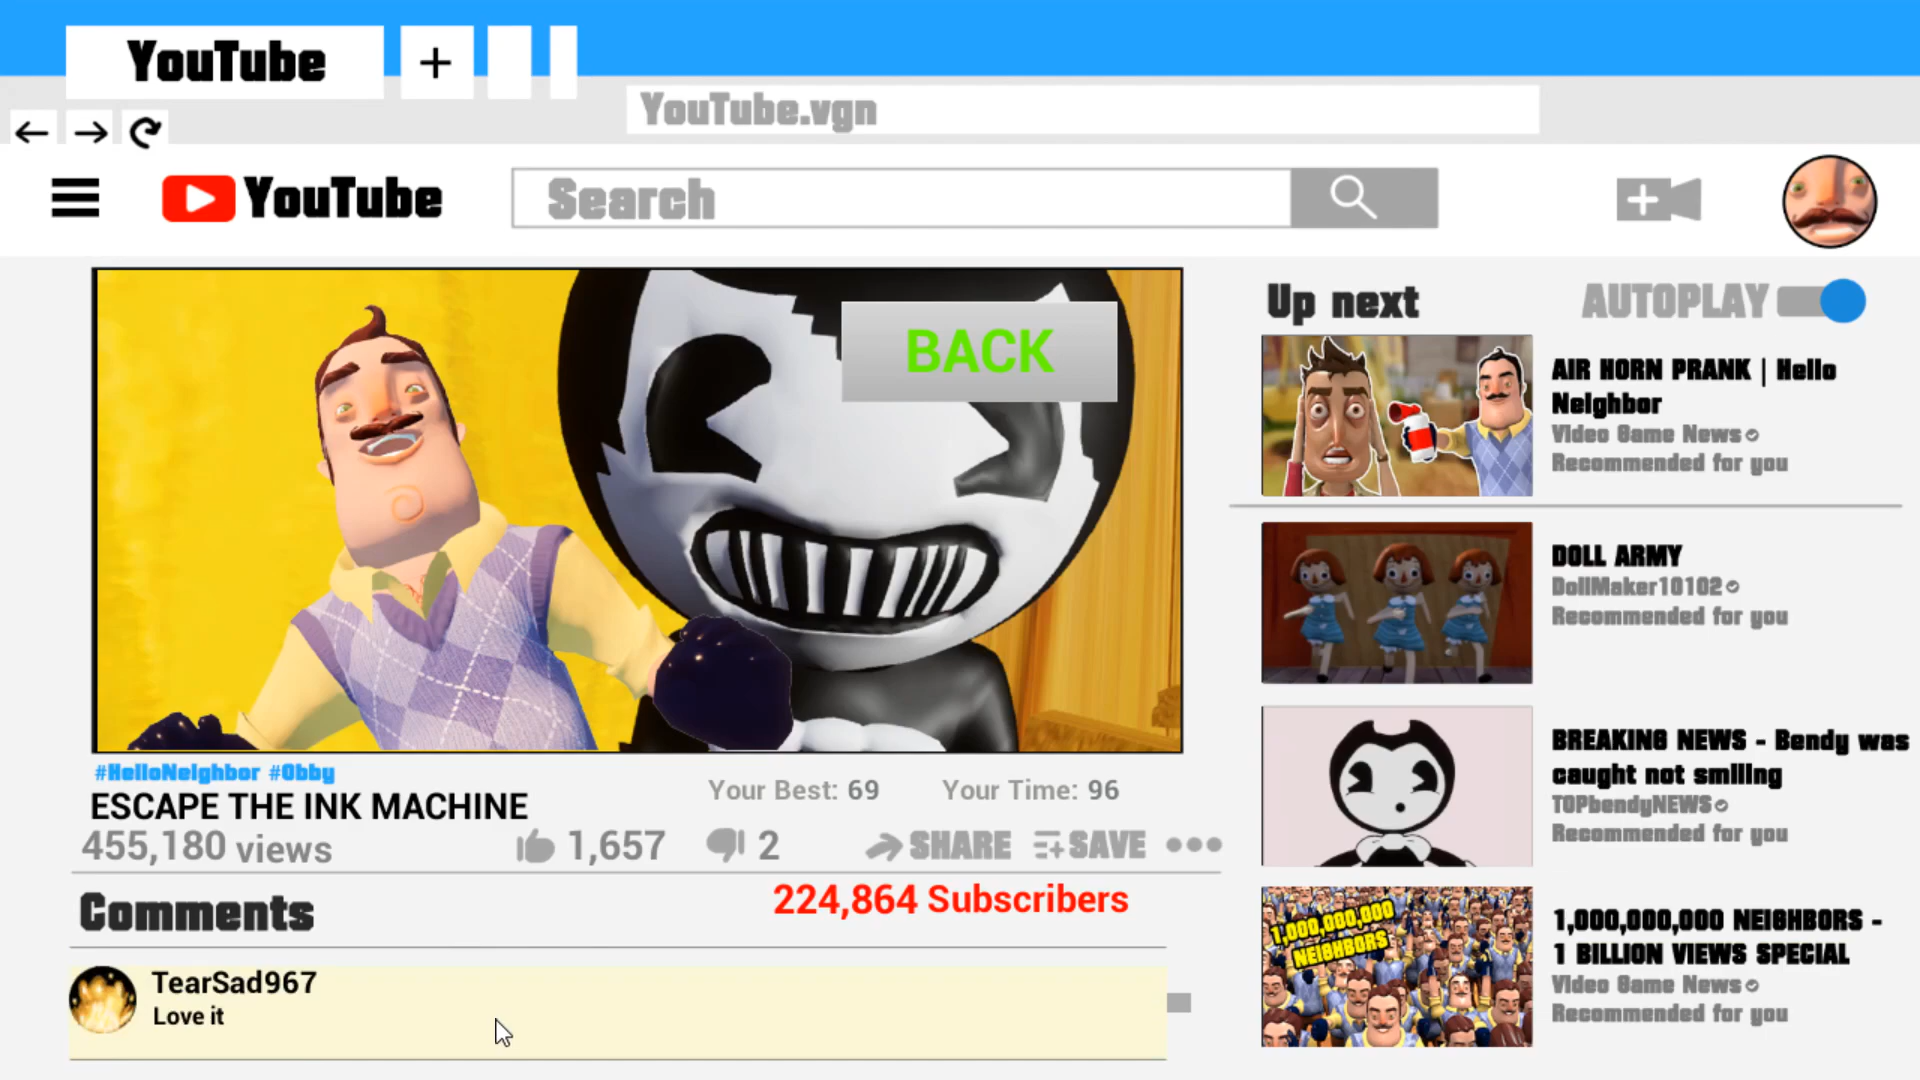 YouTube
+
YouTube.vgn
YouTube
Search
BACK
#HelloNeighbor #Obby
ESCAPE THE INK MACHINE
Your Best: 69
Your Time: 96
455,180 views
1,657
2
SHARE
SAVE
224,864 Subscribers
Comments
TearSad967
Love it
Up next
AUTOPLAY
AIR HORN PRANK | Hello
Neighbor
Video Game News
Recommended for you
DOLL ARMY
DollMaker10102
Recommended for you
BREAKING NEWS - Bendy was
caught not smiling
TOPbendyNEWS
Recommended for you
1,000,000,000
NEIGHBORS
1,000,000,000 NEIGHBORS -
1 BILLION VIEWS SPECIAL
Video Game News
Recommended for you